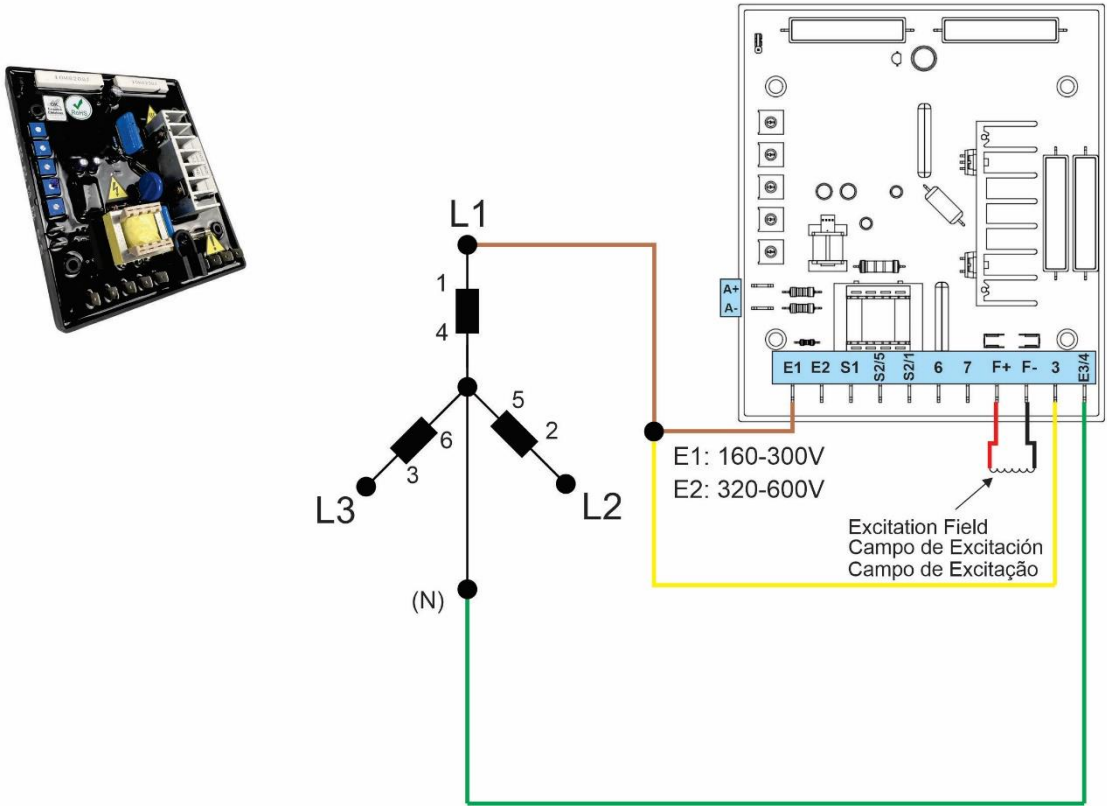 RoHS
L1
1
4
5
2
6
3
L3
L2
(N)
A+
A-
E1 E2 S1 S2/5 S2/1 6 7 F+ F- 3 E3/4
E1: 160-300V
E2: 320-600V
Excitation Field
Campo de Excitación
Campo de Excitação